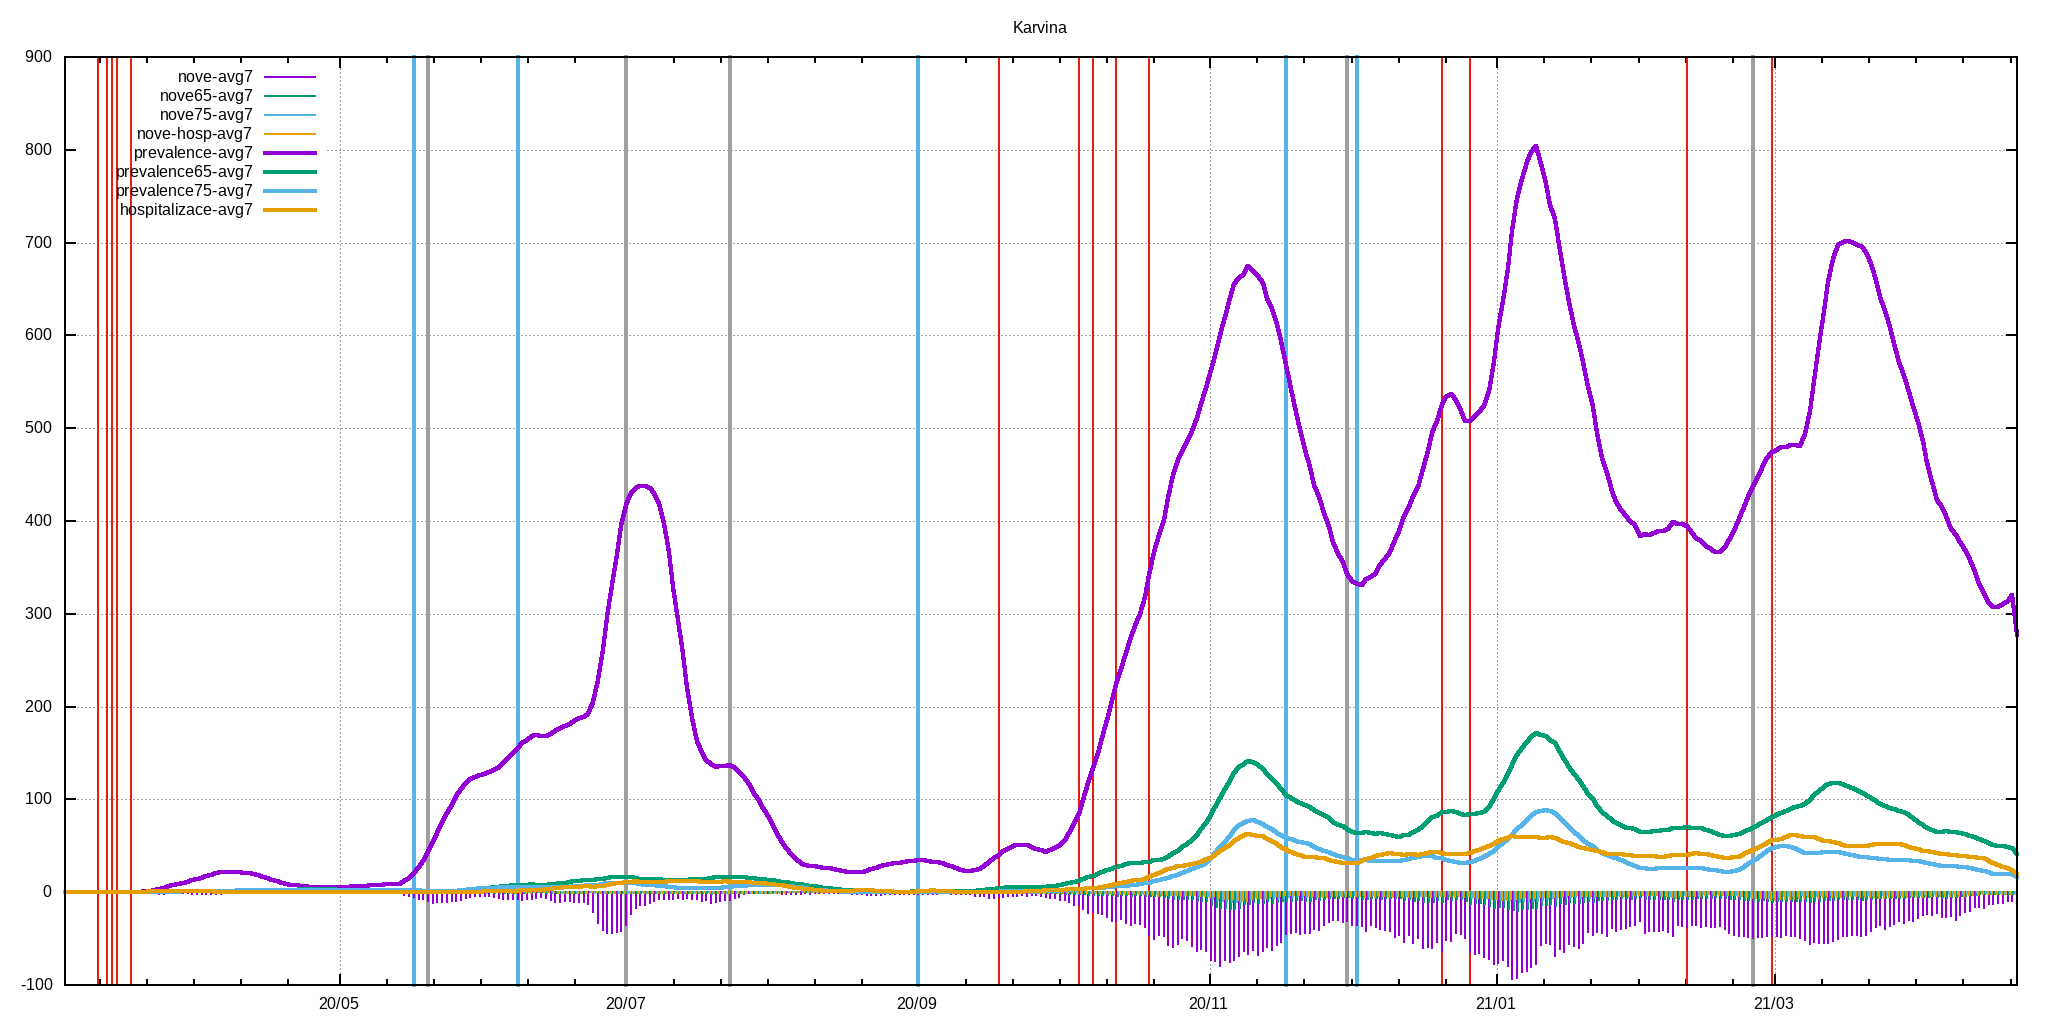 Karvina
900
800
700
600
500
400
300
200
100
0
-100
nove-avg7
nove65-avg7
nove75-avg7
nove-hosp-avg7
prevalence-avg7
prevalence65-avg7
prevalence75-avg7
hospitalizace-avg7
20/05 20/07 20/09 20/11 21/01 21/03